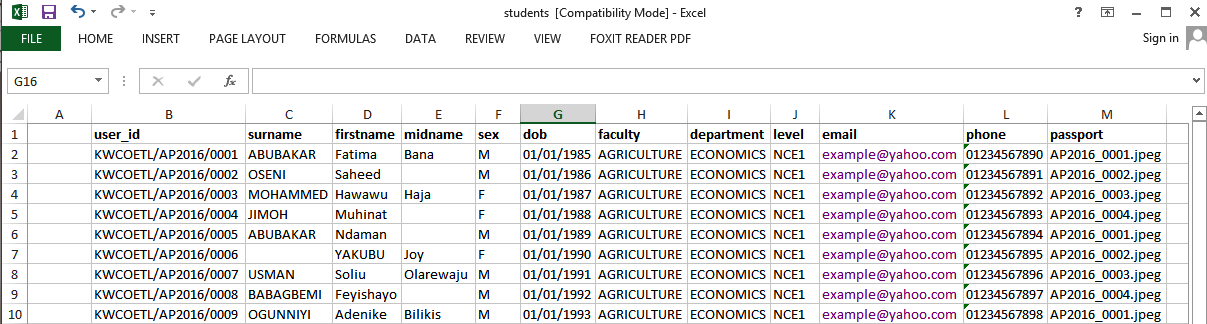 students [Compatibility Mode] - Excel
FILE HOME INSERT PAGE LAYOUT FORMULAS DATA REVIEW VIEW FOXIT READER PDF Sign in
G16 fx
A B C D E F G H I J K L M
1 user_id surname firstname midname sex dob faculty department level email phone passport
2 KWCOETL/AP2016/0001 ABUBAKAR Fatima Bana M 01/01/1985 AGRICULTURE ECONOMICS NCE1 example@yahoo.com 01234567890 AP2016_0001.jpeg
3 KWCOETL/AP2016/0002 OSENI Saheed M 01/01/1986 AGRICULTURE ECONOMICS NCE1 example@yahoo.com 01234567891 AP2016_0002.jpeg
4 KWCOETL/AP2016/0003 MOHAMMED Hawawu Haja F 01/01/1987 AGRICULTURE ECONOMICS NCE1 example@yahoo.com 01234567892 AP2016_0003.jpeg
5 KWCOETL/AP2016/0004 JIMOH Muhinat F 01/01/1988 AGRICULTURE ECONOMICS NCE1 example@yahoo.com 01234567893 AP2016_0004.jpeg
6 KWCOETL/AP2016/0005 ABUBAKAR Ndaman M 01/01/1989 AGRICULTURE ECONOMICS NCE1 example@yahoo.com 01234567894 AP2016_0001.jpeg
7 KWCOETL/AP2016/0006 YAKUBU Joy F 01/01/1990 AGRICULTURE ECONOMICS NCE1 example@yahoo.com 01234567895 AP2016_0002.jpeg
8 KWCOETL/AP2016/0007 USMAN Soliu Olarewaju M 01/01/1991 AGRICULTURE ECONOMICS NCE1 example@yahoo.com 01234567896 AP2016_0003.jpeg
9 KWCOETL/AP2016/0008 BABAGBEMI Feyishayo M 01/01/1992 AGRICULTURE ECONOMICS NCE1 example@yahoo.com 01234567897 AP2016_0004.jpeg
10 KWCOETL/AP2016/0009 OGUNNIYI Adenike Bilikis M 01/01/1993 AGRICULTURE ECONOMICS NCE1 example@yahoo.com 01234567898 AP2016_0001.jpeg